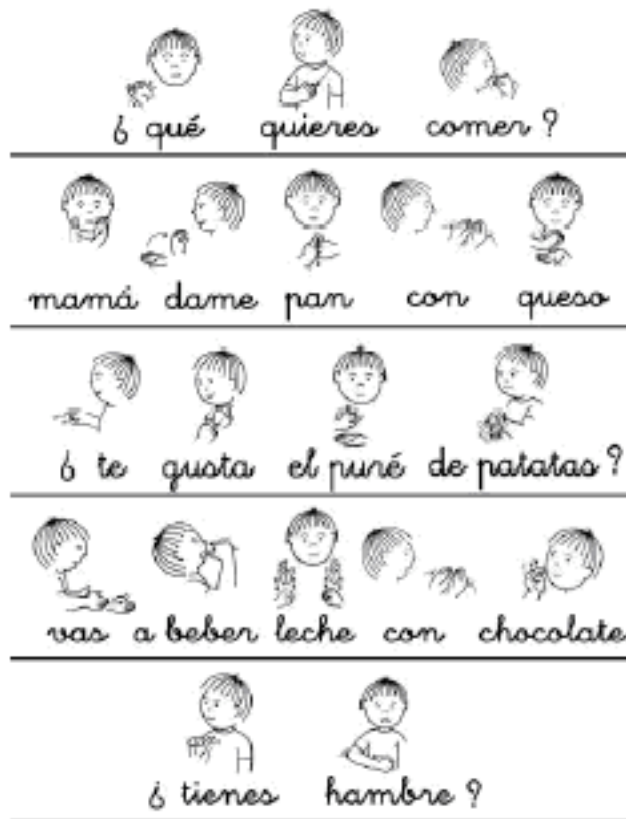 ¿ qué quieres comer ?
mamá dame pan con queso
¿ te gusta el puré de patatas ?
vas a beber leche con chocolate
¿ tienes hambre ?